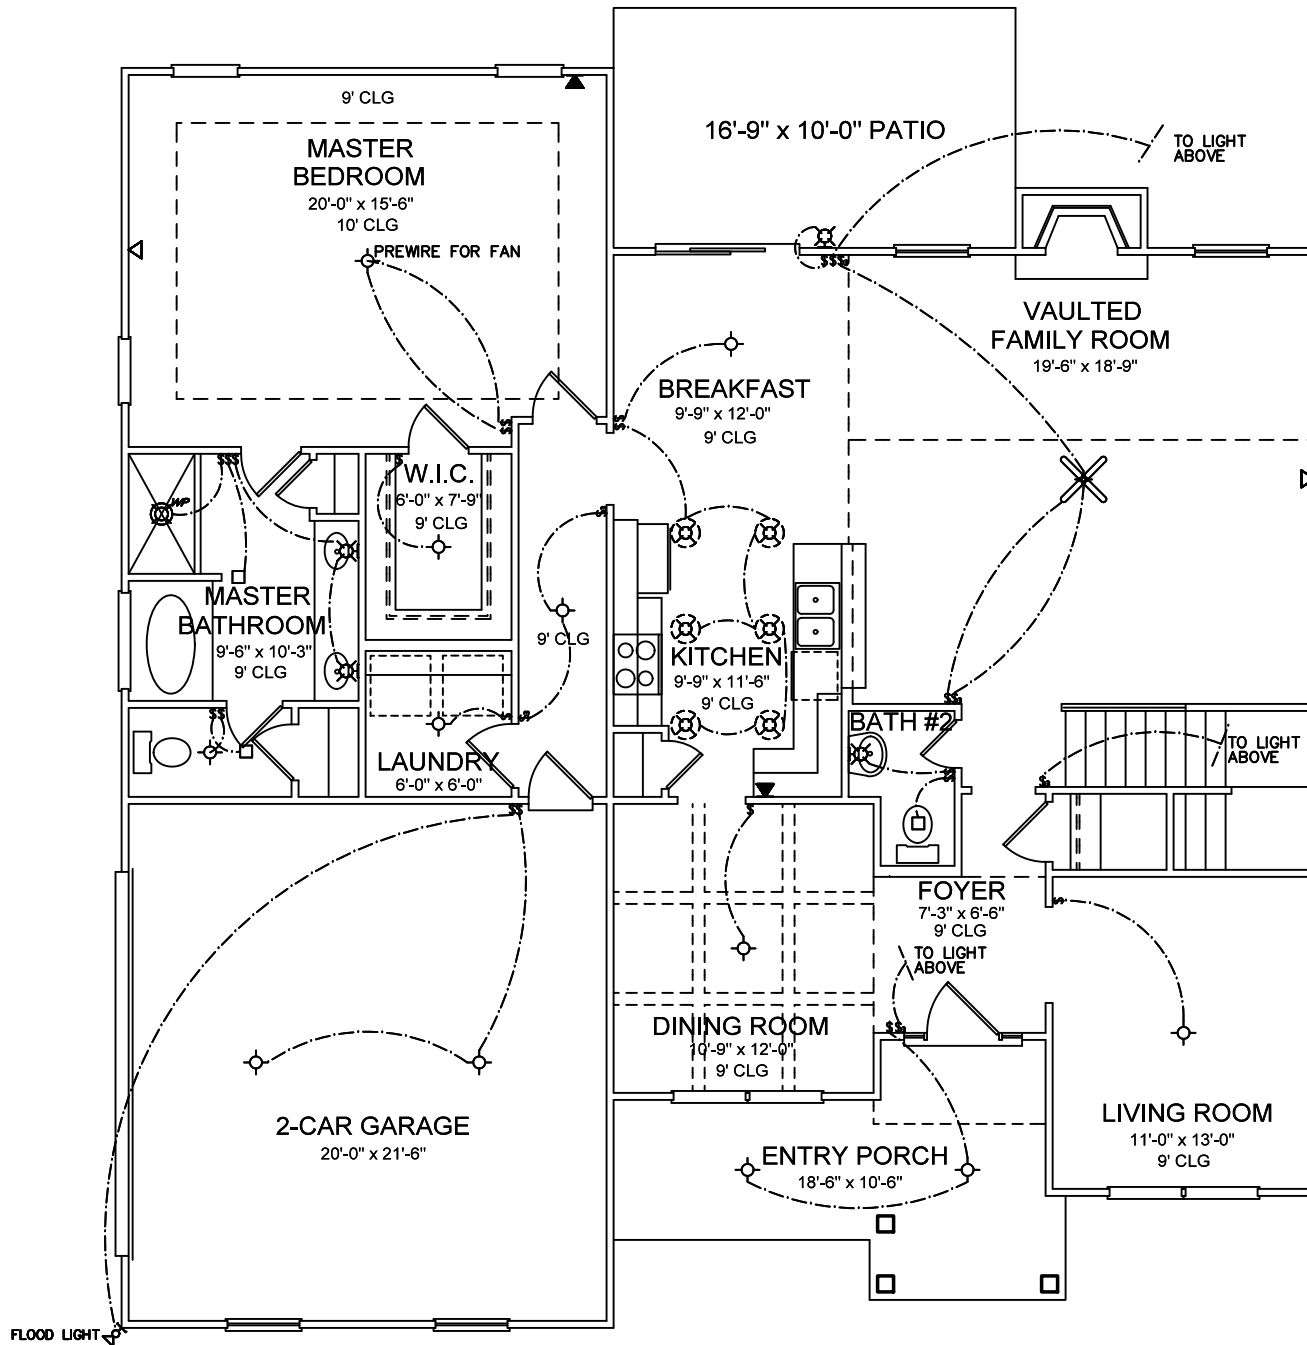 9' CLG
MASTER
BEDROOM
20'-0" x 15'-6"
10' CLG
PREWIRE FOR FAN
16'-9" x 10'-0" PATIO
TO LIGHT
ABOVE
$$$$
VAULTED
FAMILY ROOM
19'-6" x 18'-9"
BREAKFAST
9'-9" x 12'-0"
9' CLG
$$
$$
$$$
$
W.I.C.
6'-0" x 7'-9"
9' CLG
WP
$
MASTER
BATHROOM
9'-6" x 10'-3"
9' CLG
9' CLG
KITCHEN
9'-9" x 11'-6"
9' CLG
$$
$
$
$$
BATH #2
TO LIGHT
ABOVE
LAUNDRY
6'-0" x 6'-0"
$$
$
$$
$
FOYER
7'-3" x 6'-6"
9' CLG
$
TO LIGHT
ABOVE
DINING ROOM
10'-9" x 12'-0"
9' CLG
$$
2-CAR GARAGE
20'-0" x 21'-6"
LIVING ROOM
11'-0" x 13'-0"
9' CLG
ENTRY PORCH
18'-6" x 10'-6"
FLOOD LIGHT